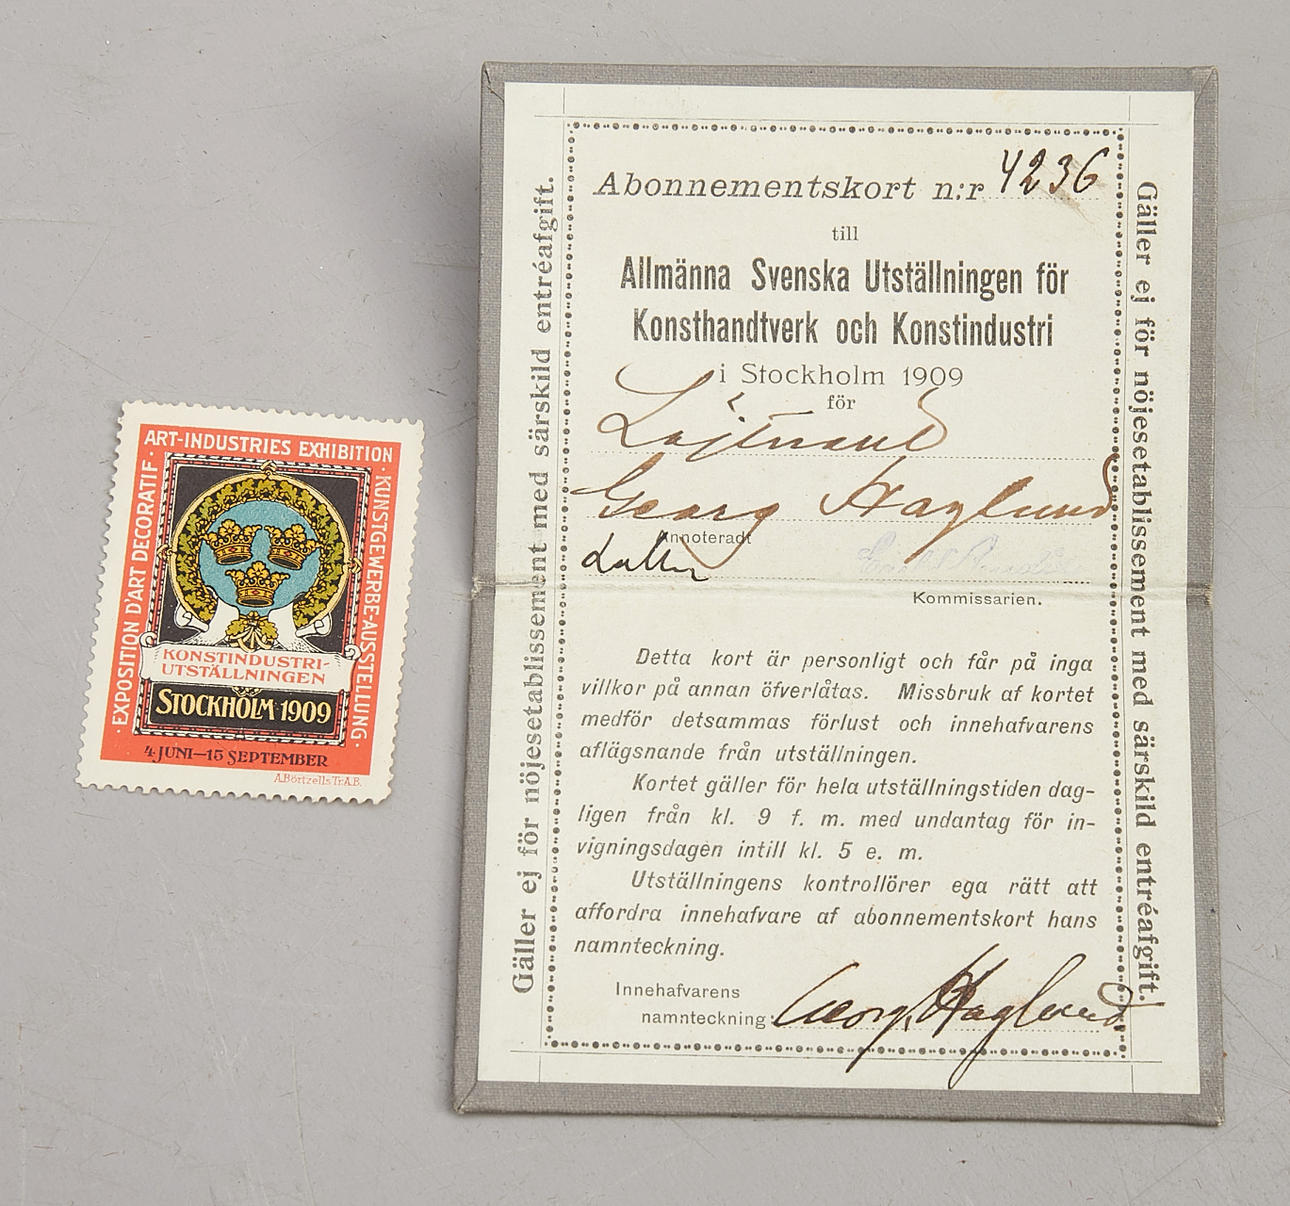 ART-INDUSTRIES EXHIBITION
· EXPOSITION D'ART DECORATIF ·
· KUNSTGEWERBE-AUSSTELLUNG ·
KONSTINDUSTRI-
UTSTÄLLNINGEN
STOCKHOLM 1909
4 JUNI—15 SEPTEMBER
A.BörtzellsTr.A.B.
Gäller ej för nöjesetablissement med särskild entréafgift.
Abonnementskort n:r 4236
till
Allmänna Svenska Utställningen för
Konsthandtverk och Konstindustri
i Stockholm 1909
för
Löjtnant
Georg Haglund
Annoteradt
Kommissarien.
Detta kort är personligt och får på inga
villkor på annan öfverlåtas. Missbruk af kortet
medför detsammas förlust och innehafvarens
aflägsnande från utställningen.
Kortet gäller för hela utställningstiden dag-
ligen från kl. 9 f. m. med undantag för in-
vigningsdagen intill kl. 5 e. m.
Utställningens kontrollörer ega rätt att
affordra innehafvare af abonnementskort hans
namnteckning.
Innehafvarens
namnteckning: Georg Haglund
Gäller ej för nöjesetablissement med särskild entréafgift.